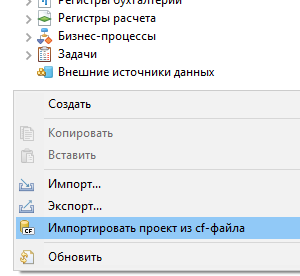 Регистры бухгалтерии
Регистры расчета
Бизнес-процессы
Задачи
Внешние источники данных
Создать
Копировать
Вставить
Импорт...
Экспорт...
CF
Импортировать проект из cf-файла
Обновить